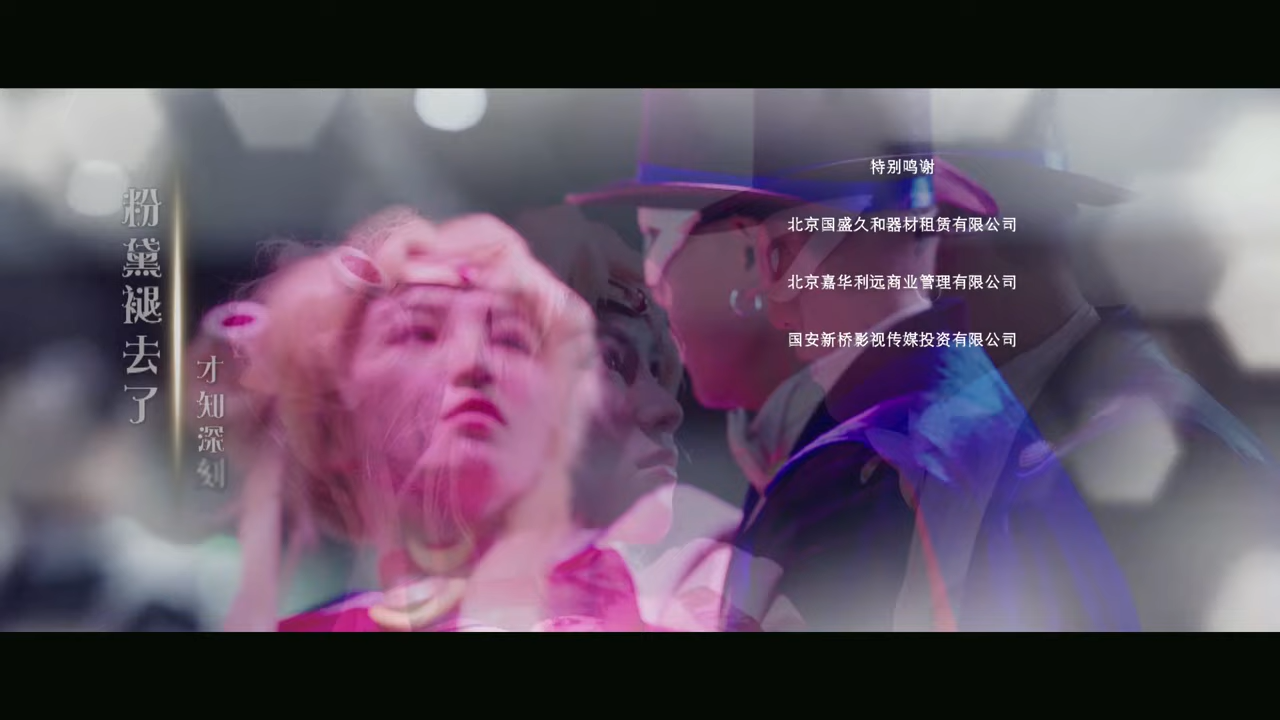 粉黛褪去了
才知深刻
特别鸣谢
北京国盛久和器材租赁有限公司
北京嘉华利远商业管理有限公司
国安新桥影视传媒投资有限公司